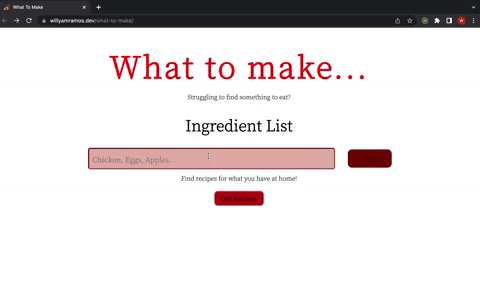 What To Make
willyamramos.dev/what-to-make/
What to make...
Struggling to find something to eat?
Ingredient List
Chicken, Eggs, Apples...
Find recipes for what you have at home!
Get Recipes